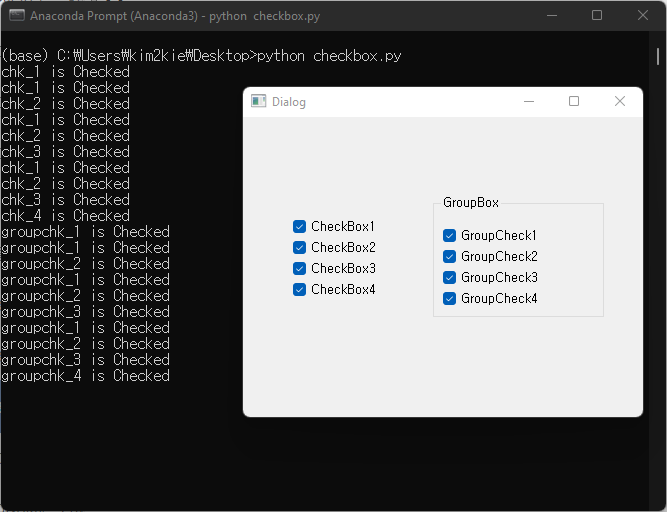 Anaconda Prompt (Anaconda3) - python  checkbox.py
(base) C:₩Users₩kim2kie₩Desktop>python checkbox.py
chk_1 is Checked
chk_1 is Checked
chk_2 is Checked
chk_1 is Checked
chk_2 is Checked
chk_3 is Checked
chk_1 is Checked
chk_2 is Checked
chk_3 is Checked
chk_4 is Checked
groupchk_1 is Checked
groupchk_1 is Checked
groupchk_2 is Checked
groupchk_1 is Checked
groupchk_2 is Checked
groupchk_3 is Checked
groupchk_1 is Checked
groupchk_2 is Checked
groupchk_3 is Checked
groupchk_4 is Checked
Dialog
CheckBox1
CheckBox2
CheckBox3
CheckBox4
GroupBox
GroupCheck1
GroupCheck2
GroupCheck3
GroupCheck4